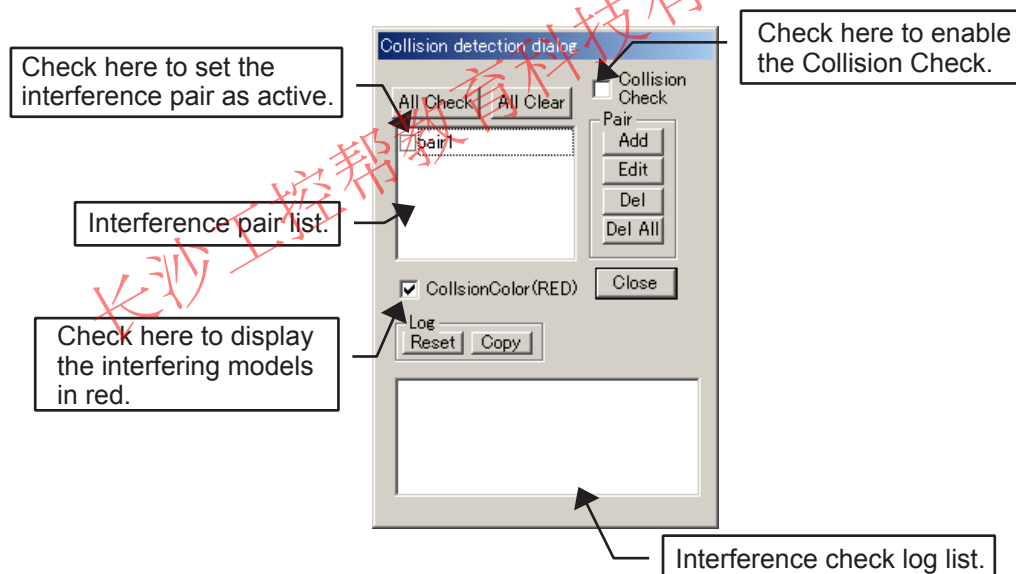 Check here to enable
the Collision Check.
Check here to set the
interference pair as active.
Collision detection dialog
Collision
Check
All Check
All Clear
pair1
Pair
Add
Edit
Del
Del All
Interference pair list.
CollsionColor(RED)
Close
Log
Reset
Copy
Check here to display
the interfering models
in red.
Interference check log list.
长沙工控帮教育科技有